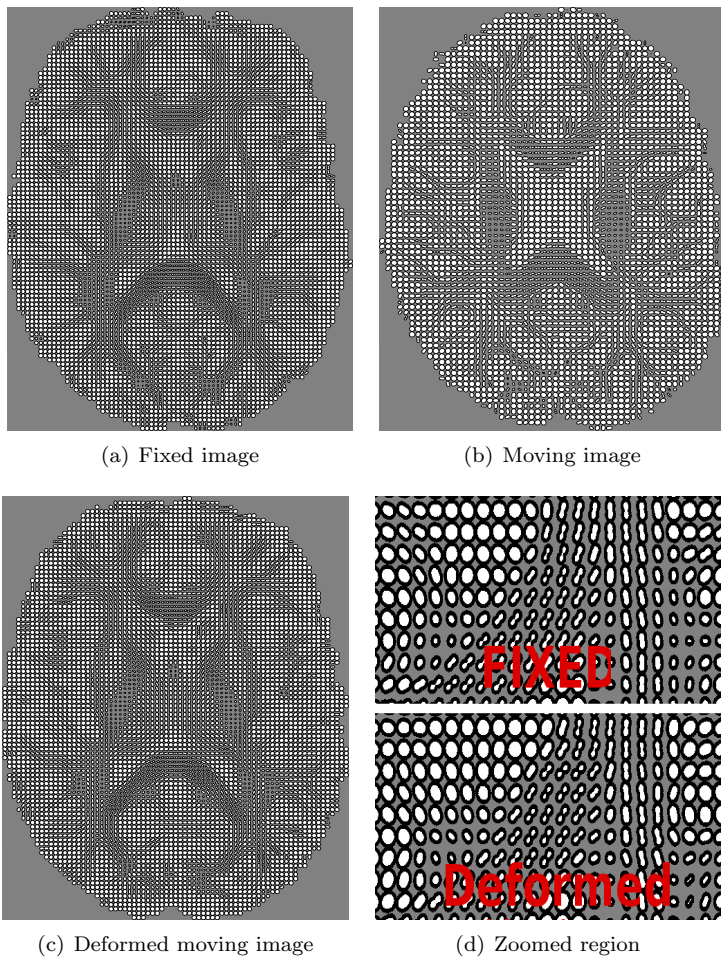 (a) Fixed image
(b) Moving image
FIXED
Deformed
(c) Deformed moving image
(d) Zoomed region